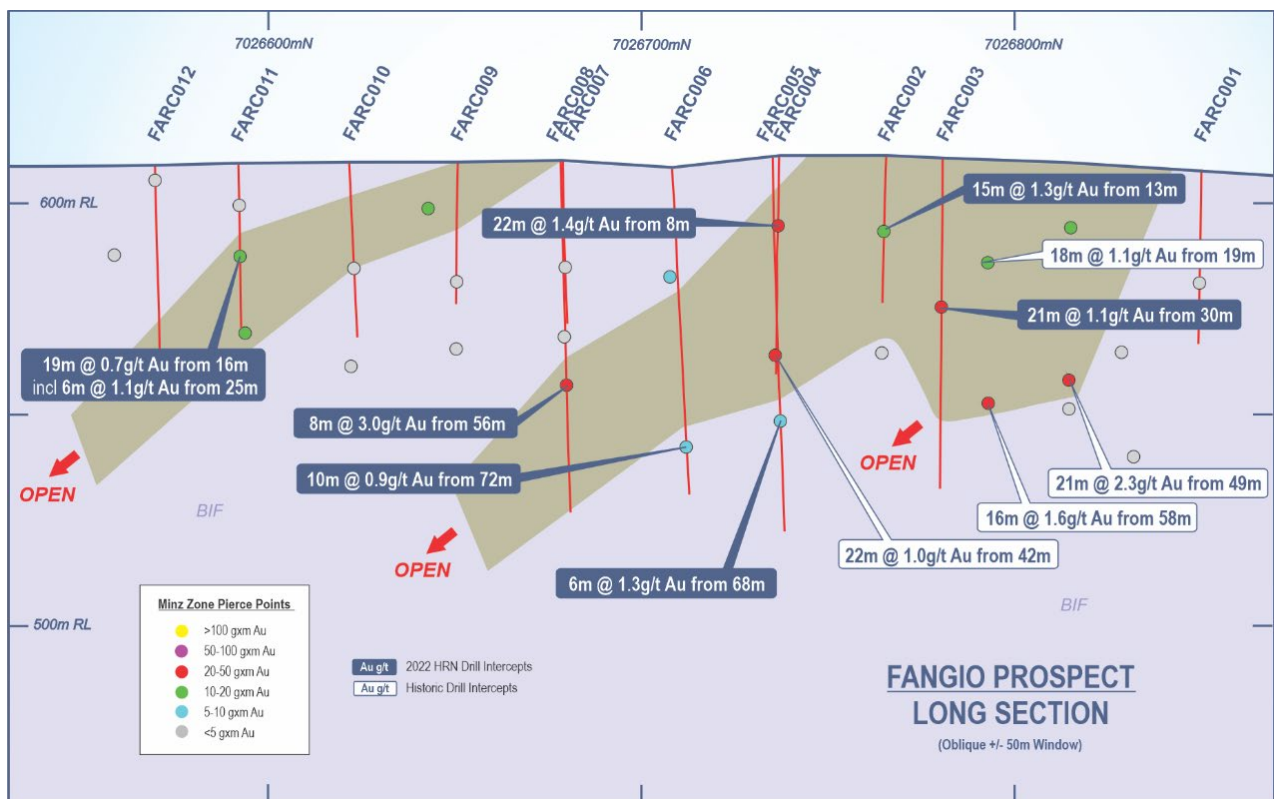 7026600mN
7026700mN
7026800mN
FARC012
FARC011
FARC010
FARC009
FARC008
FARC007
FARC006
FARC005
FARC004
FARC002
FARC003
FARC001
600m RL
15m @ 1.3g/t Au from 13m
22m @ 1.4g/t Au from 8m
18m @ 1.1g/t Au from 19m
21m @ 1.1g/t Au from 30m
19m @ 0.7g/t Au from 16m
incl 6m @ 1.1g/t Au from 25m
8m @ 3.0g/t Au from 56m
10m @ 0.9g/t Au from 72m
OPEN
OPEN
OPEN
21m @ 2.3g/t Au from 49m
16m @ 1.6g/t Au from 58m
22m @ 1.0g/t Au from 42m
6m @ 1.3g/t Au from 68m
BIF
BIF
500m RL
Minz Zone Pierce Points
>100 gxm Au
50-100 gxm Au
20-50 gxm Au
10-20 gxm Au
5-10 gxm Au
<5 gxm Au
Au g/t 2022 HRN Drill Intercepts
Au g/t Historic Drill Intercepts
FANGIO PROSPECT
LONG SECTION
(Oblique +/- 50m Window)